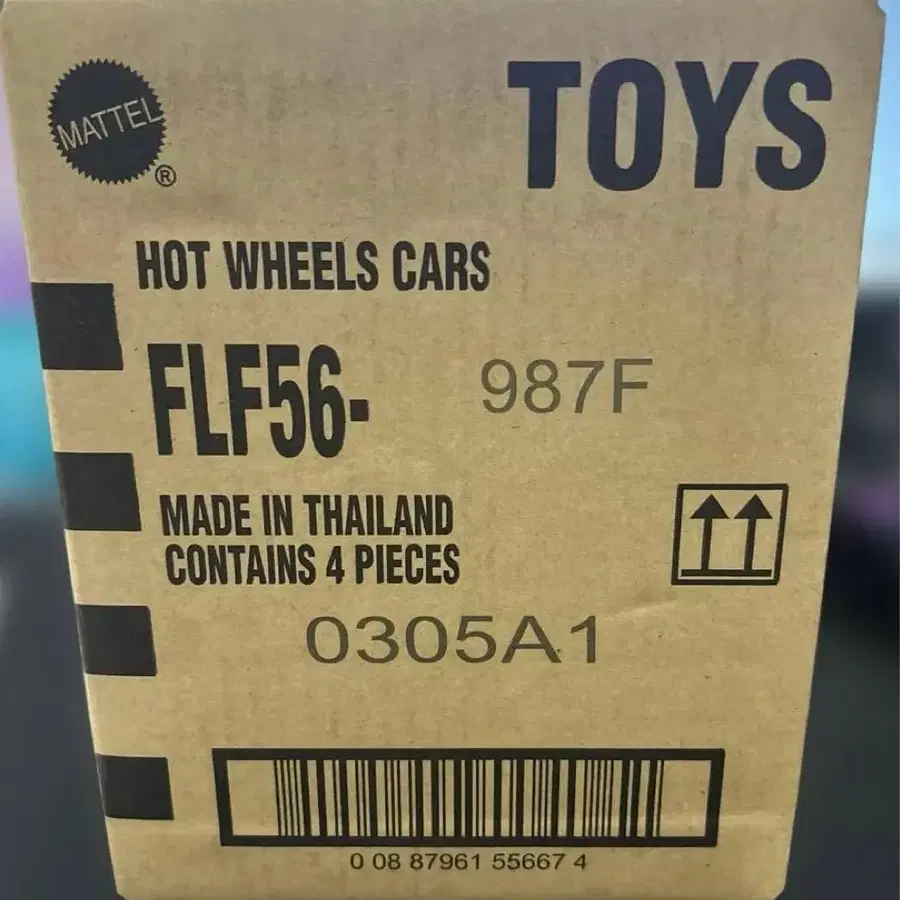 MATTEL
®
TOYS
HOT WHEELS CARS
FLF56- 987F
MADE IN THAILAND
CONTAINS 4 PIECES
0305A1
0 08 87961 55667 4